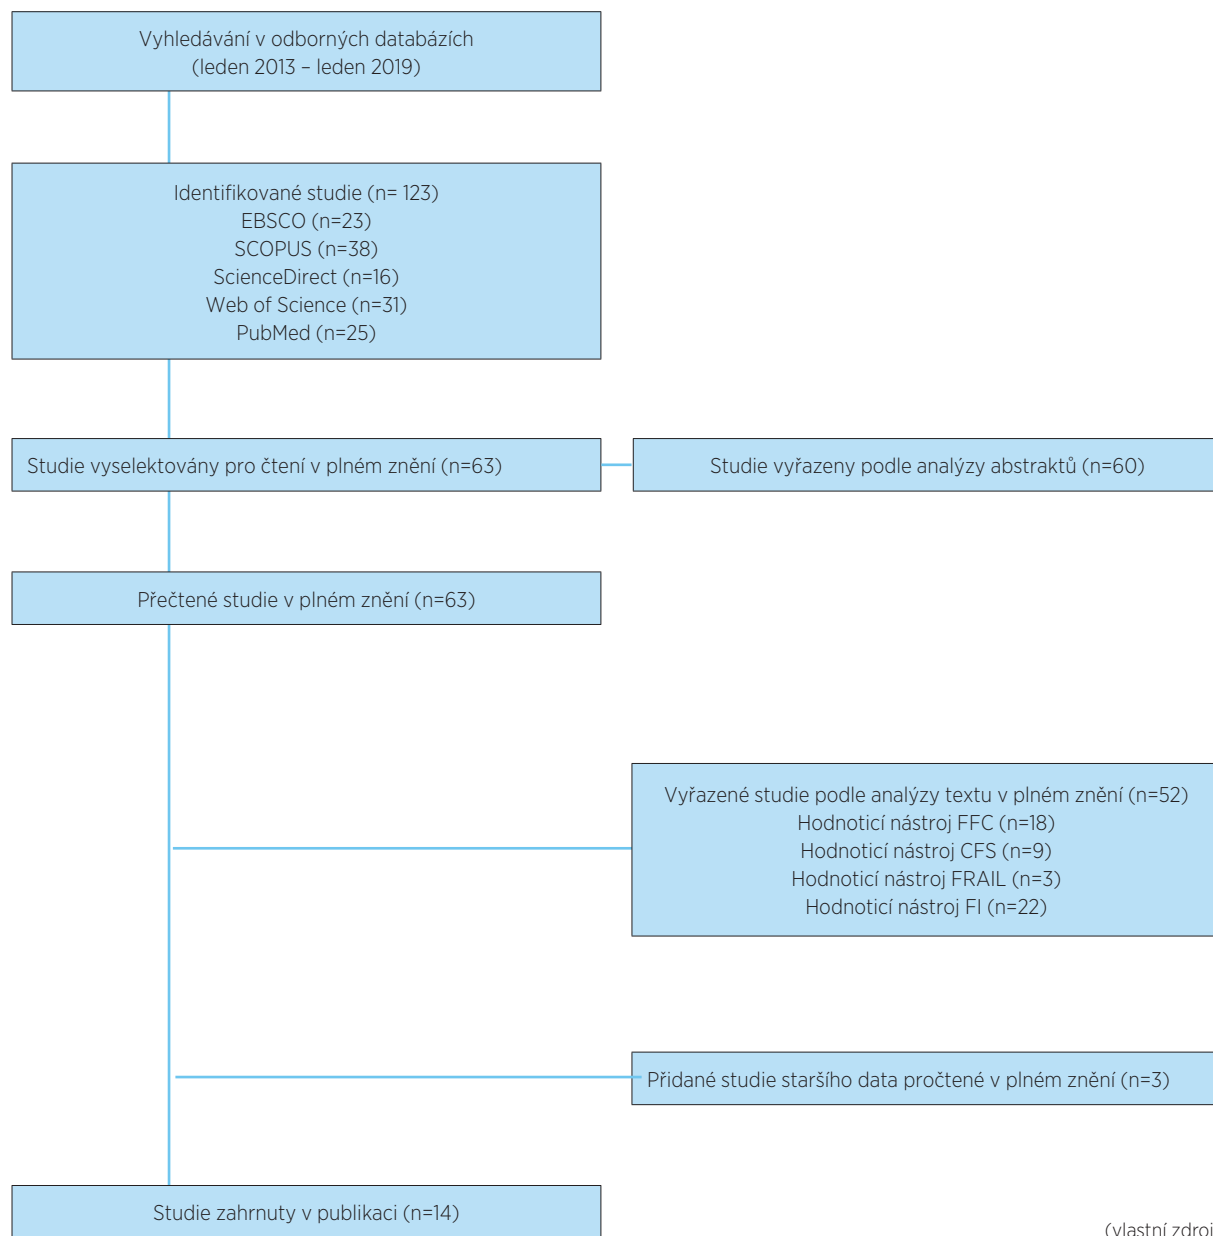 Vyhledávání v odborných databázích
(leden 2013 – leden 2019)
Identifikované studie (n= 123)
EBSCO (n=23)
SCOPUS (n=38)
ScienceDirect (n=16)
Web of Science (n=31)
PubMed (n=25)
Studie vyselektovány pro čtení v plném znění (n=63)
Studie vyřazeny podle analýzy abstraktů (n=60)
Přečtené studie v plném znění (n=63)
Vyřazené studie podle analýzy textu v plném znění (n=52)
Hodnoticí nástroj FFC (n=18)
Hodnoticí nástroj CFS (n=9)
Hodnoticí nástroj FRAIL (n=3)
Hodnoticí nástroj FI (n=22)
Přidané studie staršího data pročtené v plném znění (n=3)
Studie zahrnuty v publikaci (n=14)
(vlastní zdroj